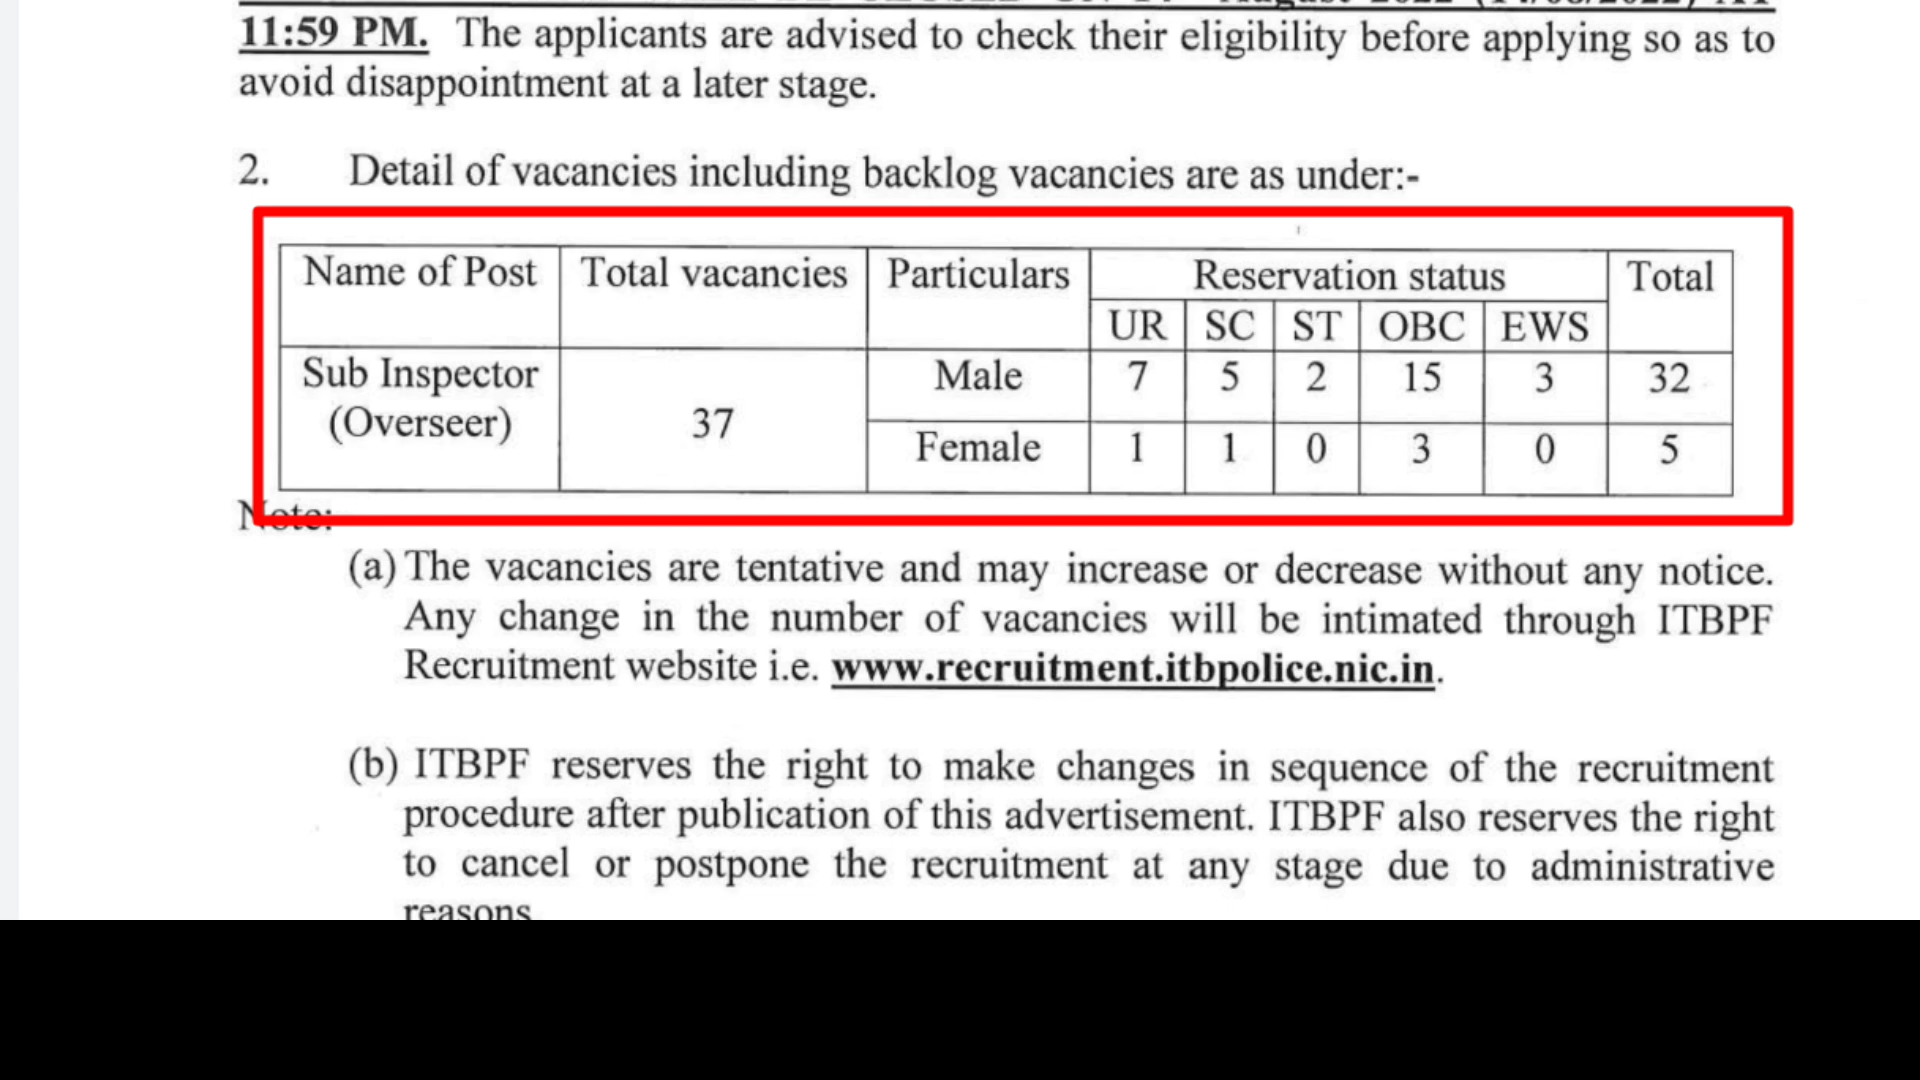 11:59 PM. The applicants are advised to check their eligibility before applying so as to
avoid disappointment at a later stage.
2. Detail of vacancies including backlog vacancies are as under:-
Name of Post Total vacancies Particulars Reservation status Total
UR SC ST OBC EWS
Sub Inspector (Overseer) 37 Male 7 5 2 15 3 32
Female 1 1 0 3 0 5
Note:
(a) The vacancies are tentative and may increase or decrease without any notice.
Any change in the number of vacancies will be intimated through ITBPF
Recruitment website i.e. www.recruitment.itbpolice.nic.in.
(b) ITBPF reserves the right to make changes in sequence of the recruitment
procedure after publication of this advertisement. ITBPF also reserves the right
to cancel or postpone the recruitment at any stage due to administrative
reasons